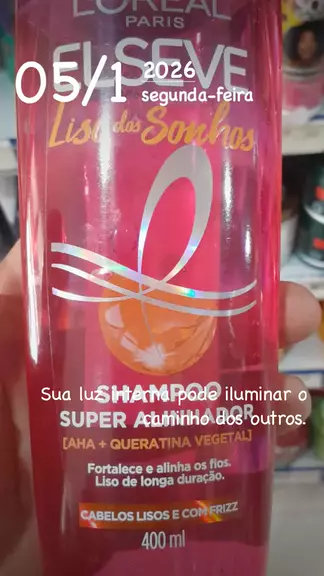 L'ORÉAL
PARIS
ELSEVE
05/1
2026
segunda-feira
Liso dos Sonhos
Sua luz interna pode iluminar o
caminho dos outros.
SHAMPOO
SUPER ALINHADOR
[AHA + QUERATINA VEGETAL]
Fortalece e alinha os fios.
Liso de longa duração.
CABELOS LISOS E COM FRIZZ
400 ml